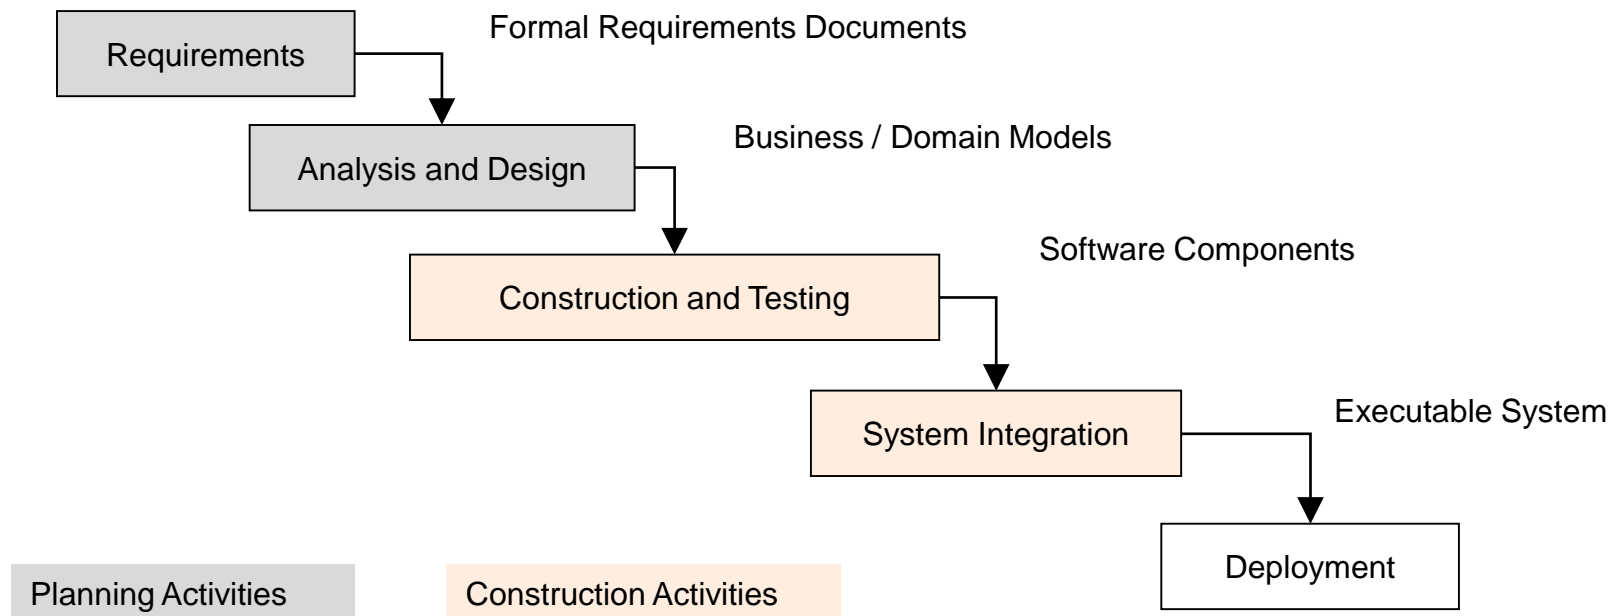 Formal Requirements Documents
Requirements
Business / Domain Models
Analysis and Design
Software Components
Construction and Testing
Executable System
System Integration
Deployment
Planning Activities
Construction Activities